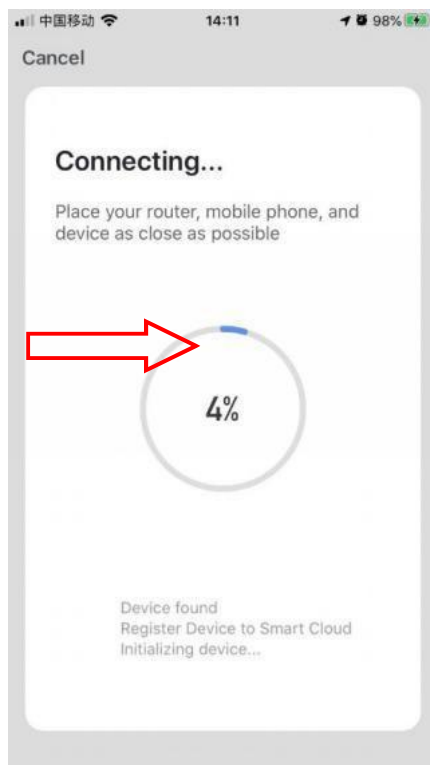 中国移动 14:11 98%
Cancel
Connecting...
Place your router, mobile phone, and
device as close as possible
4%
Device found
Register Device to Smart Cloud
Initializing device...